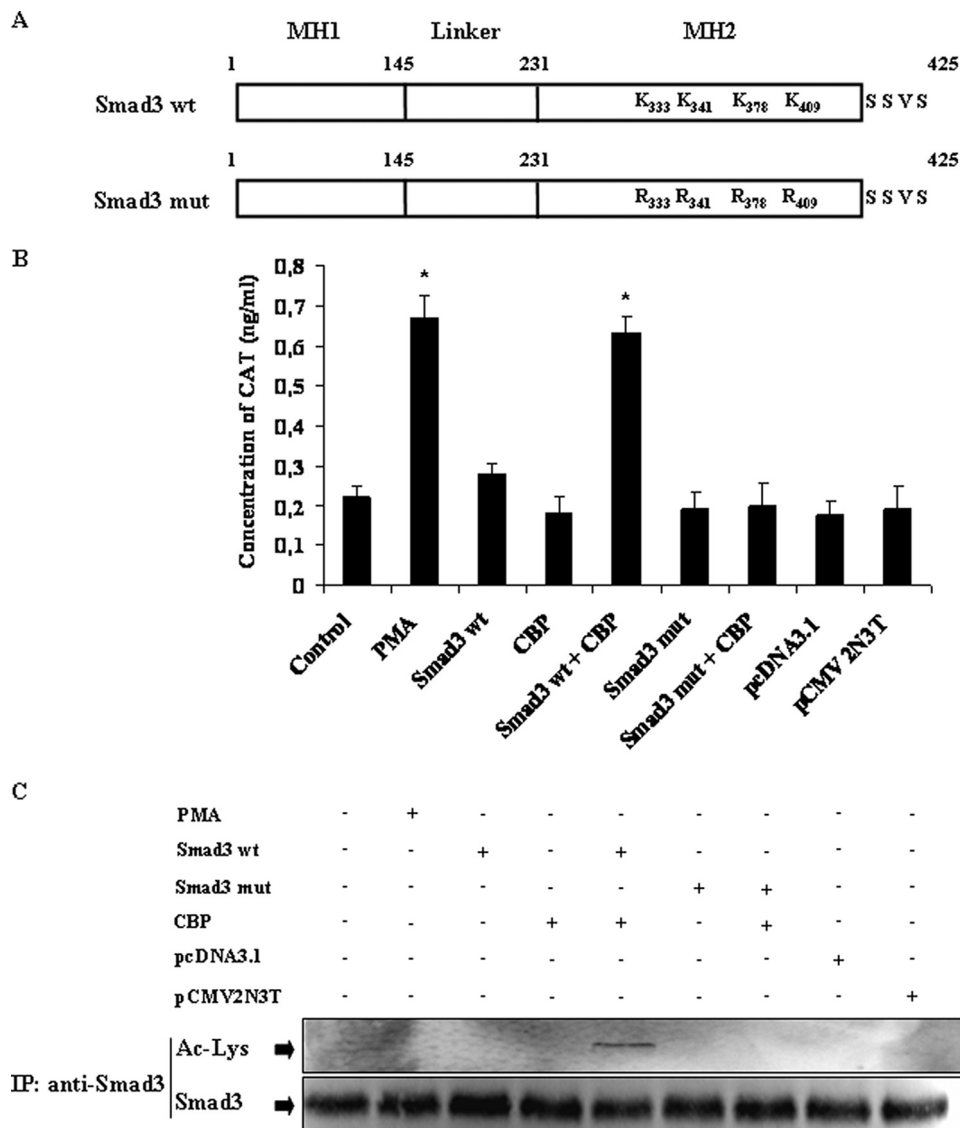 A
MH1 Linker MH2
1 145 231 425
Smad3 wt K333 K341 K378 K409 S S V S
1 145 231 425
Smad3 mut R333 R341 R378 R409 S S V S
B
Concentration of CAT (ng/ml)
0,8
0,7
0,6
0,5
0,4
0,3
0,2
0,1
0
* *
Control PMA Smad3 wt CBP Smad3 wt + CBP Smad3 mut Smad3 mut + CBP pcDNA3.1 pCMV 2N3T
C
PMA - + - - - - - - -
Smad3 wt - - + - + - - - -
Smad3 mut - - - - - + + - -
CBP - - - + + - + - -
pcDNA3.1 - - - - - - - + -
pCMV2N3T - - - - - - - - +
IP: anti-Smad3
Ac-Lys
Smad3